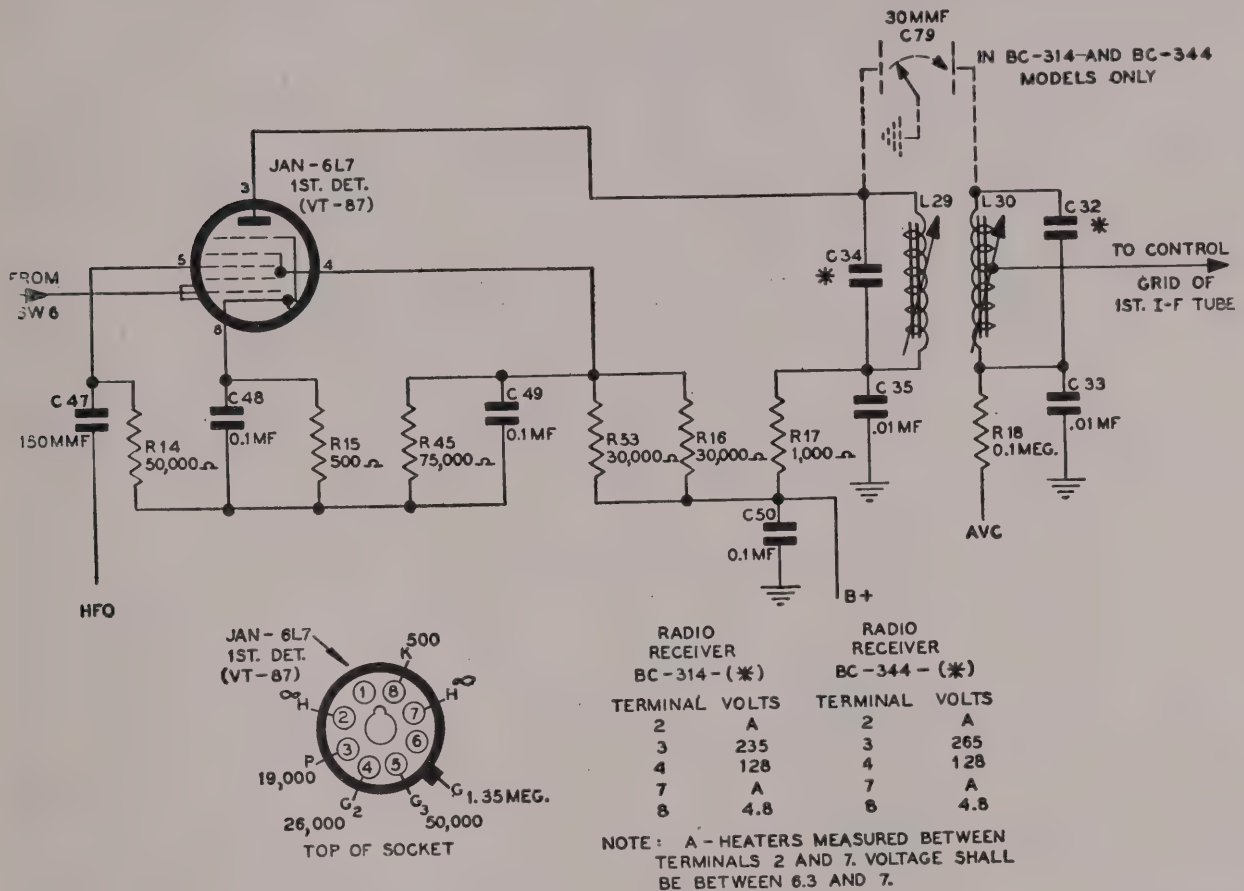 30MMF
C79
IN BC-314 AND BC-344
MODELS ONLY
JAN-6L7
1ST. DET.
(VT-87)
3
5
4
8
FROM
SW6
L29
L30
C32
*
C34
*
TO CONTROL
GRID OF
1ST. I-F TUBE
C47
150MMF
R14
50,000Ω
C48
0.1MF
R15
500Ω
R45
75,000Ω
C49
0.1MF
R53
30,000Ω
R16
30,000Ω
R17
1,000Ω
C35
.01MF
R18
0.1MEG.
C33
.01MF
C50
0.1MF
AVC
HFO
B+
JAN-6L7
1ST. DET.
(VT-87)
K 500
∞ H
H ∞
1 8
2 7
3 6
4 5
P
19,000
G2
26,000
G3
50,000
G 1.35 MEG.
TOP OF SOCKET
RADIO RECEIVER BC-314-(*)
TERMINAL VOLTS
2 A
3 235
4 128
7 A
8 4.8
RADIO RECEIVER BC-344-(*)
TERMINAL VOLTS
2 A
3 265
4 128
7 A
8 4.8
NOTE: A - HEATERS MEASURED BETWEEN
TERMINALS 2 AND 7. VOLTAGE SHALL
BE BETWEEN 6.3 AND 7.